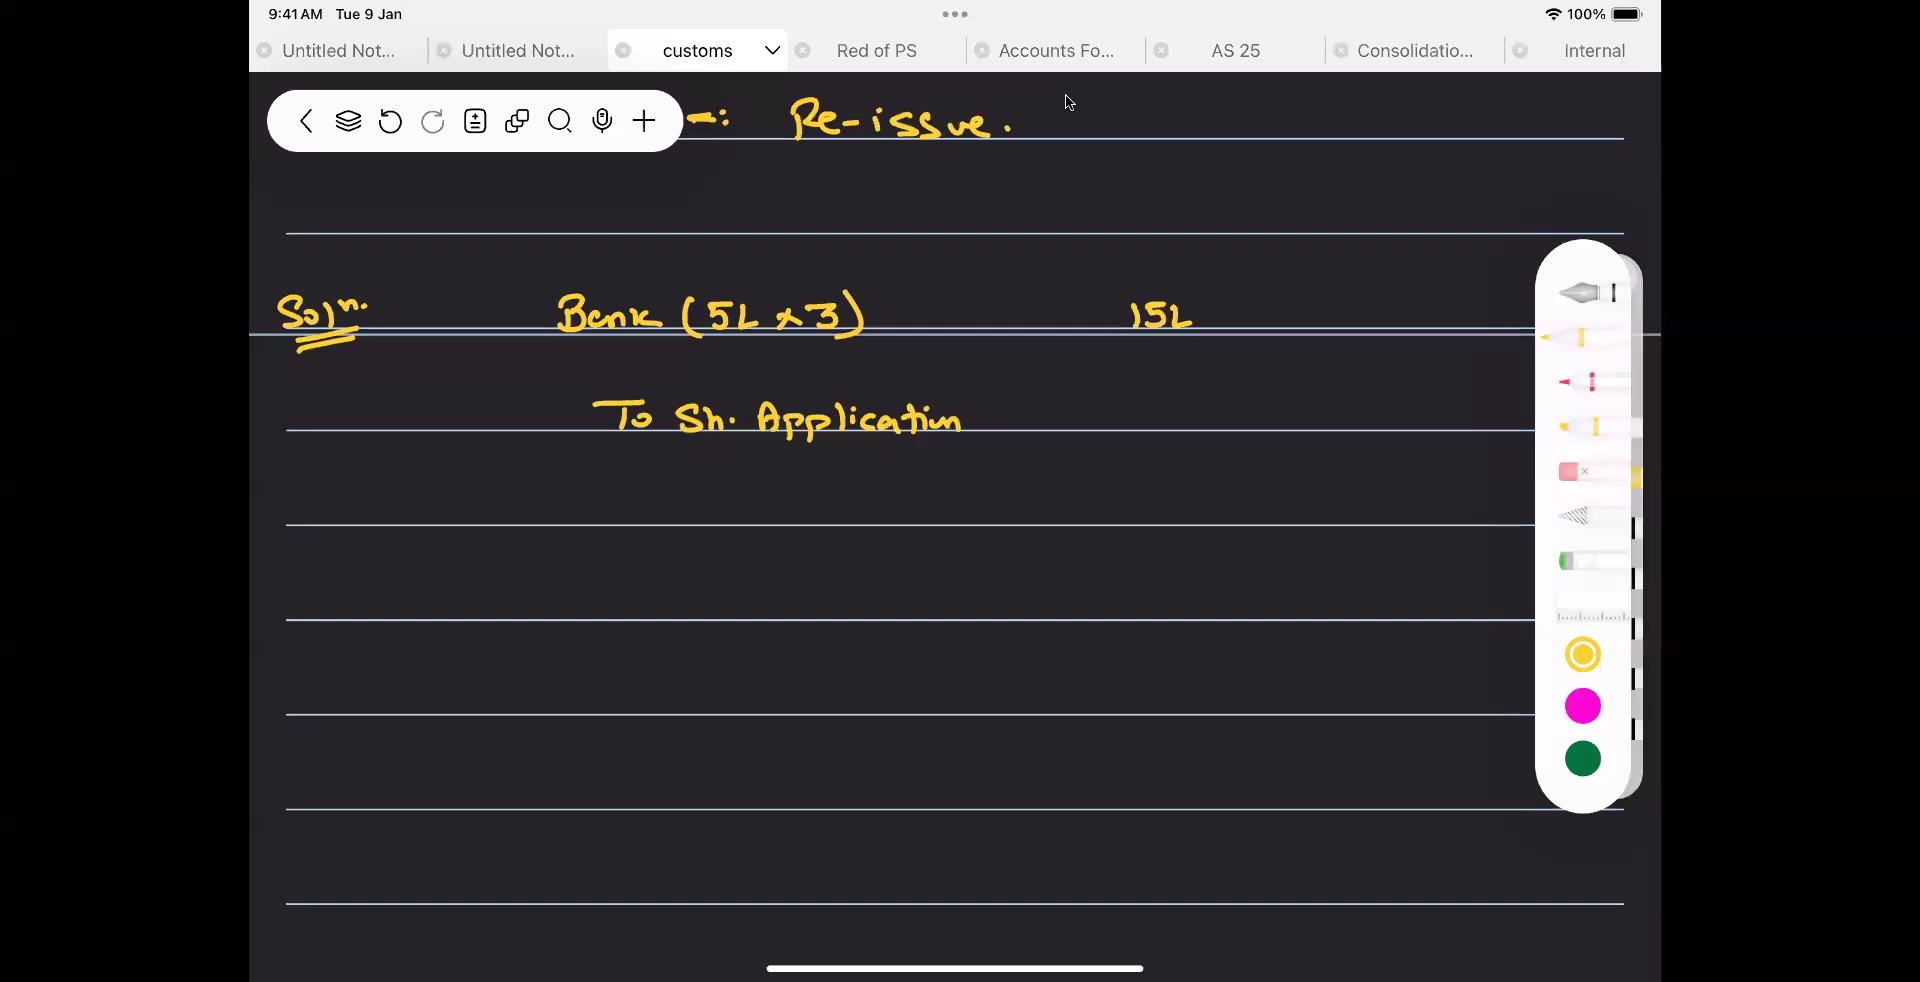 9:41 AM Tue 9 Jan
100%
Untitled Not... Untitled Not... customs Red of PS Accounts Fo... AS 25 Consolidatio... Internal
-: Re-issue.
Solⁿ. Bank (5L x 3) 15L
To Sh. Application